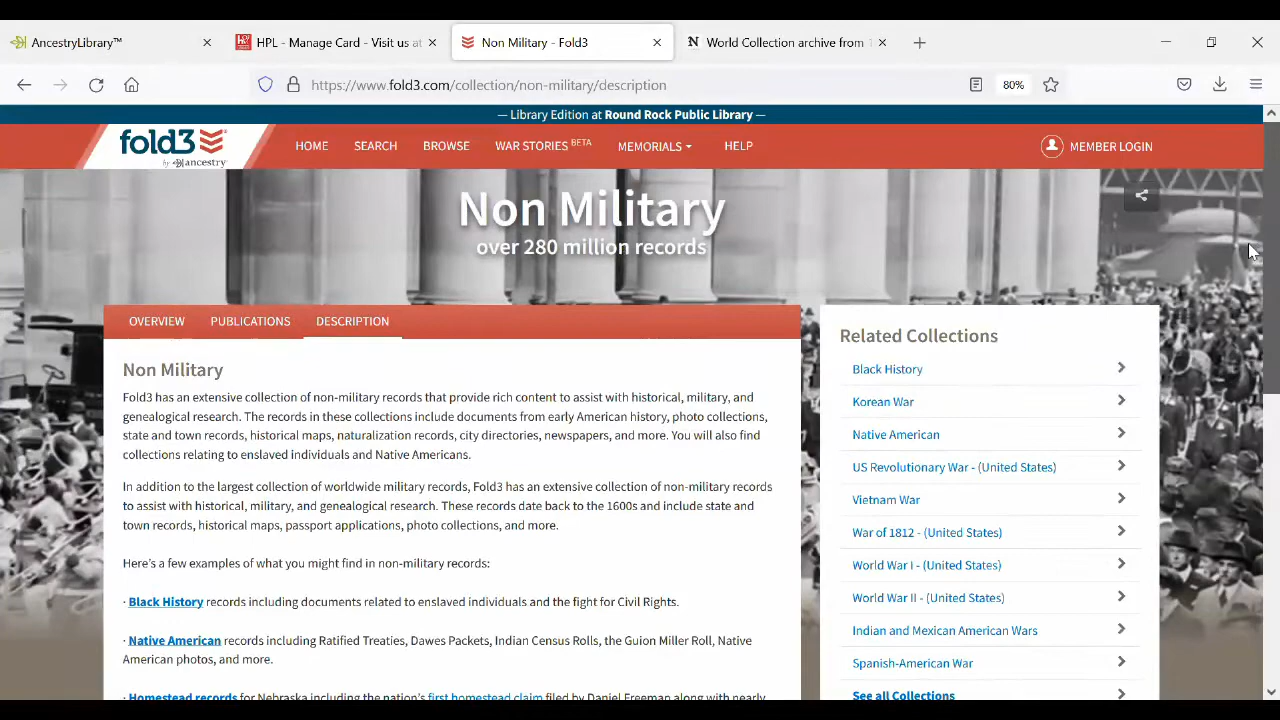 AncestryLibrary™
HPL - Manage Card - Visit us at
Non Military - Fold3
World Collection archive from
https://www.fold3.com/collection/non-military/description
80%
— Library Edition at Round Rock Public Library —
fold3
by ancestry
HOME
SEARCH
BROWSE
WAR STORIES BETA
MEMORIALS
HELP
MEMBER LOGIN
Non Military
over 280 million records
OVERVIEW
PUBLICATIONS
DESCRIPTION
Non Military
Fold3 has an extensive collection of non-military records that provide rich content to assist with historical, military, and
genealogical research. The records in these collections include documents from early American history, photo collections,
state and town records, historical maps, naturalization records, city directories, newspapers, and more. You will also find
collections relating to enslaved individuals and Native Americans.
In addition to the largest collection of worldwide military records, Fold3 has an extensive collection of non-military records
to assist with historical, military, and genealogical research. These records date back to the 1600s and include state and
town records, historical maps, passport applications, photo collections, and more.
Here's a few examples of what you might find in non-military records:
· Black History records including documents related to enslaved individuals and the fight for Civil Rights.
· Native American records including Ratified Treaties, Dawes Packets, Indian Census Rolls, the Guion Miller Roll, Native
American photos, and more.
· Homestead records for Nebraska including the nation's first homestead claim filed by Daniel Freeman along with nearly
Related Collections
Black History
Korean War
Native American
US Revolutionary War - (United States)
Vietnam War
War of 1812 - (United States)
World War I - (United States)
World War II - (United States)
Indian and Mexican American Wars
Spanish-American War
See all Collections